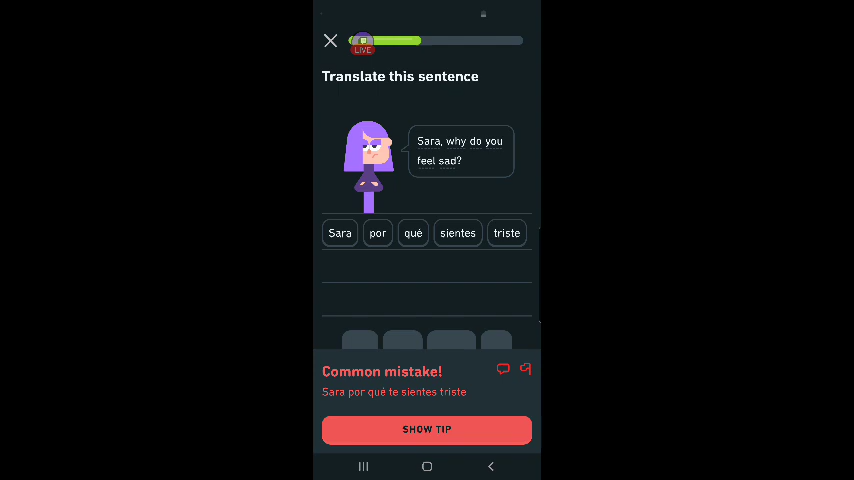 LIVE
Translate this sentence
Sara, why do you
feel sad?
Sara por qué sientes triste
Common mistake!
Sara por qué te sientes triste
SHOW TIP